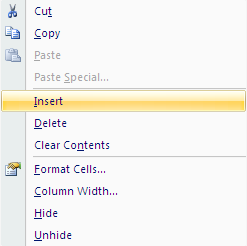 Cut
Copy
Paste
Paste Special...
Insert
Delete
Clear Contents
Format Cells...
Column Width...
Hide
Unhide